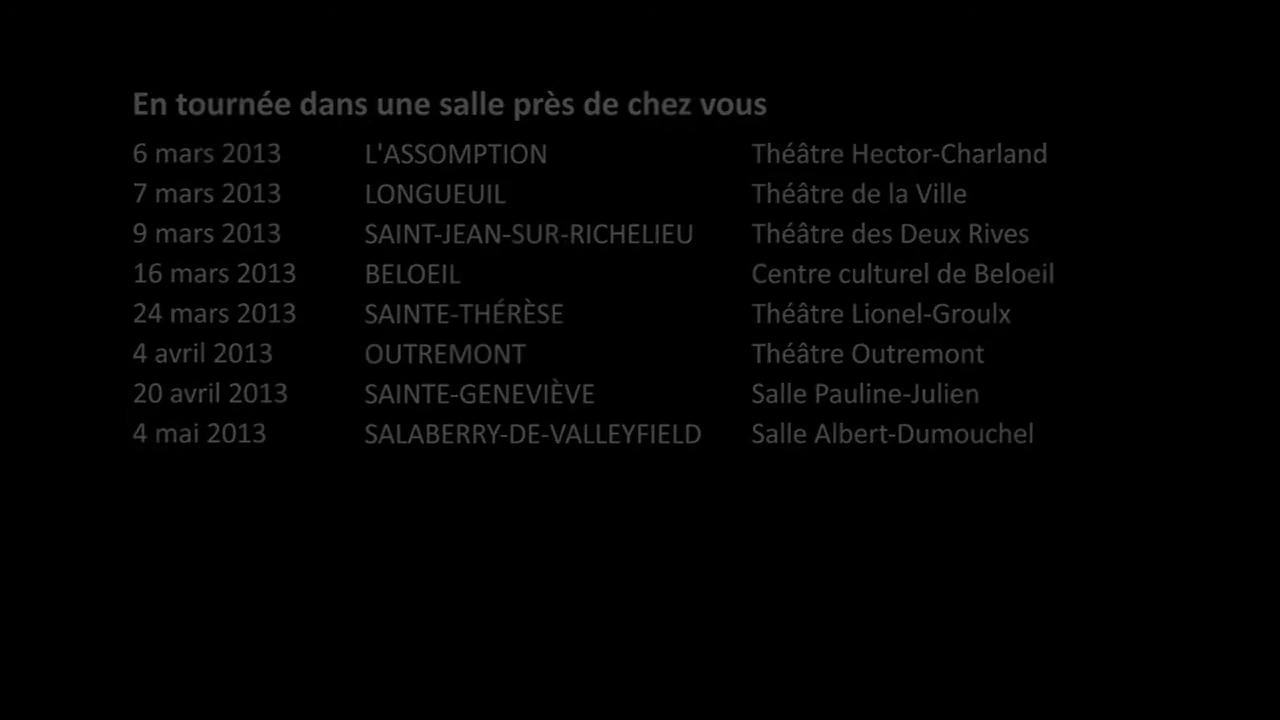 En tournée dans une salle près de chez vous
6 mars 2013 L'ASSOMPTION Théâtre Hector-Charland
7 mars 2013 LONGUEUIL Théâtre de la Ville
9 mars 2013 SAINT-JEAN-SUR-RICHELIEU Théâtre des Deux Rives
16 mars 2013 BELOEIL Centre culturel de Beloeil
24 mars 2013 SAINTE-THÉRÈSE Théâtre Lionel-Groulx
4 avril 2013 OUTREMONT Théâtre Outremont
20 avril 2013 SAINTE-GENEVIÈVE Salle Pauline-Julien
4 mai 2013 SALABERRY-DE-VALLEYFIELD Salle Albert-Dumouchel